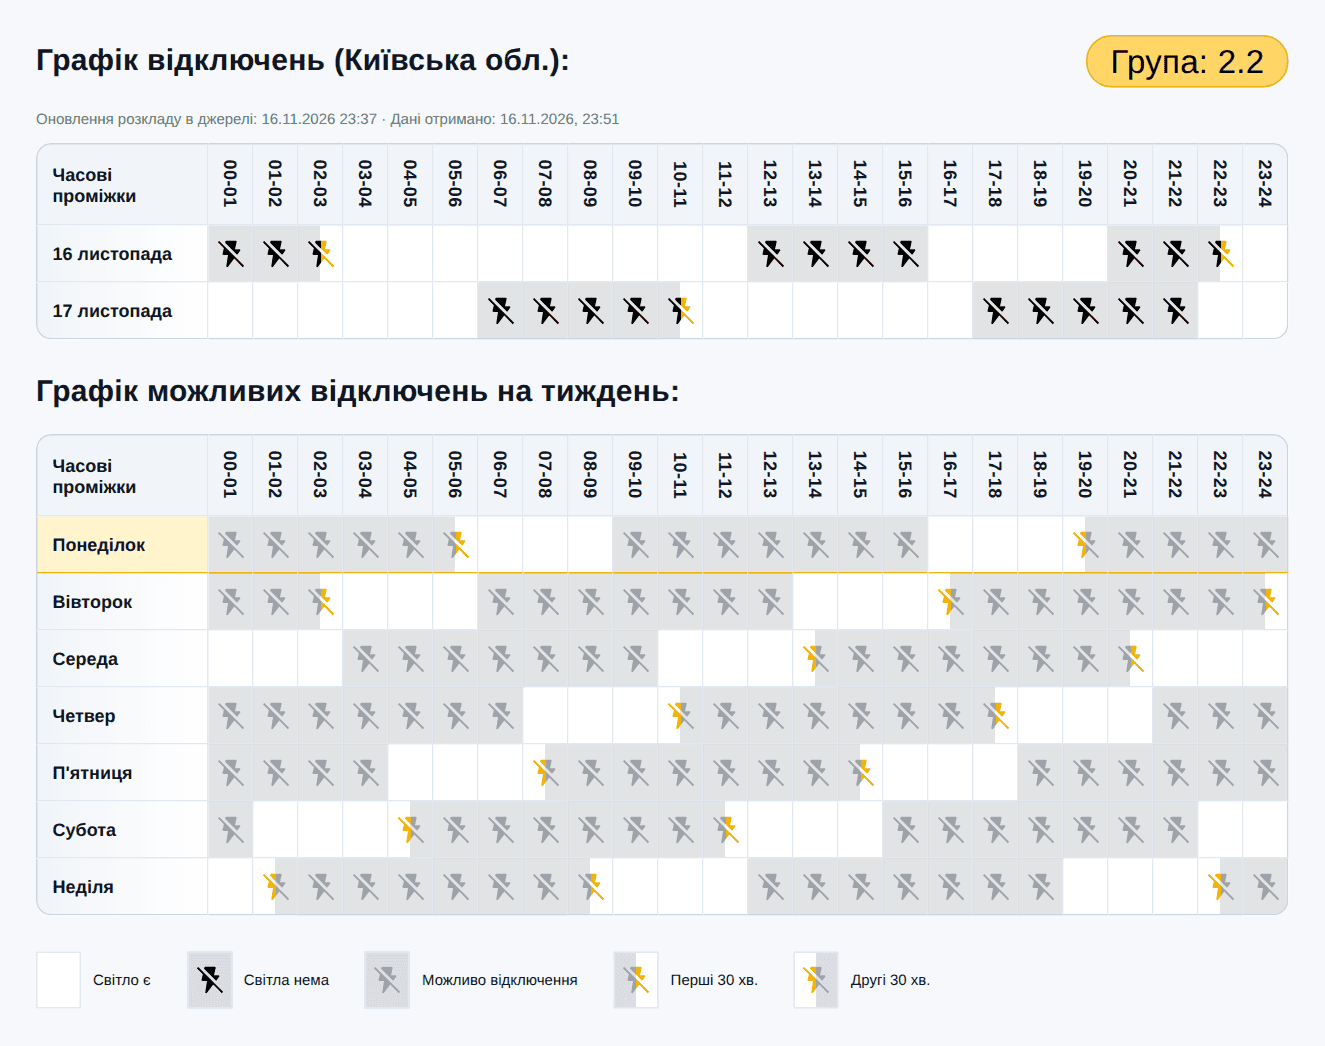 Графік відключень (Київська обл.):
Група: 2.2
Оновлення розкладу в джерелі: 16.11.2026 23:37 · Дані отримано: 16.11.2026, 23:51
Часові проміжки 00-01 01-02 02-03 03-04 04-05 05-06 06-07 07-08 08-09 09-10 10-11 11-12 12-13 13-14 14-15 15-16 16-17 17-18 18-19 19-20 20-21 21-22 22-23 23-24
16 листопада
17 листопада
Графік можливих відключень на тиждень:
Часові проміжки 00-01 01-02 02-03 03-04 04-05 05-06 06-07 07-08 08-09 09-10 10-11 11-12 12-13 13-14 14-15 15-16 16-17 17-18 18-19 19-20 20-21 21-22 22-23 23-24
Понеділок
Вівторок
Середа
Четвер
П'ятниця
Субота
Неділя
Світло є Світла нема Можливо відключення Перші 30 хв. Другі 30 хв.